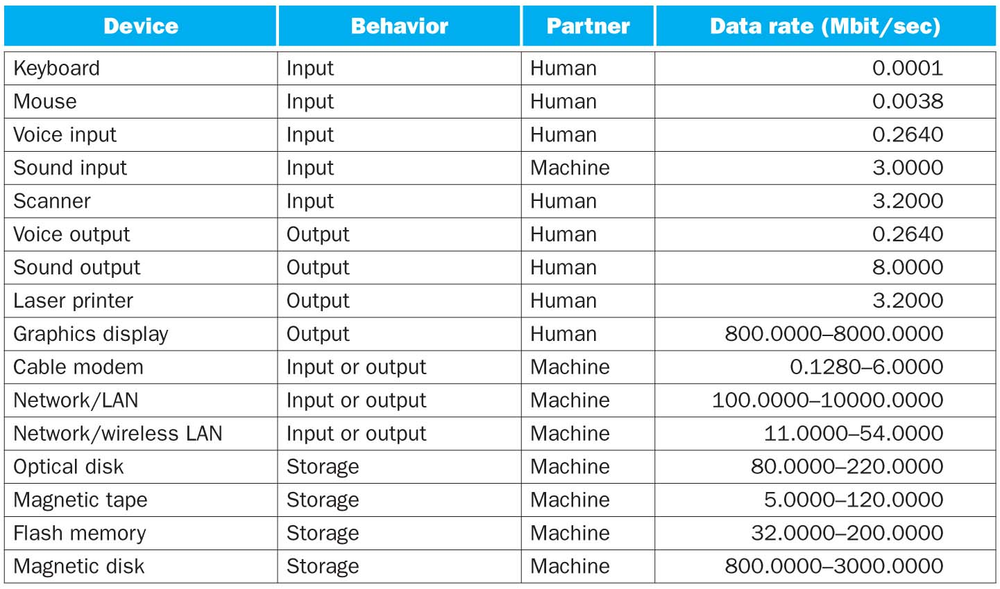 Device Behavior Partner Data rate (Mbit/sec)
Keyboard Input Human 0.0001
Mouse Input Human 0.0038
Voice input Input Human 0.2640
Sound input Input Machine 3.0000
Scanner Input Human 3.2000
Voice output Output Human 0.2640
Sound output Output Human 8.0000
Laser printer Output Human 3.2000
Graphics display Output Human 800.0000–8000.0000
Cable modem Input or output Machine 0.1280–6.0000
Network/LAN Input or output Machine 100.0000–10000.0000
Network/wireless LAN Input or output Machine 11.0000–54.0000
Optical disk Storage Machine 80.0000–220.0000
Magnetic tape Storage Machine 5.0000–120.0000
Flash memory Storage Machine 32.0000–200.0000
Magnetic disk Storage Machine 800.0000–3000.0000